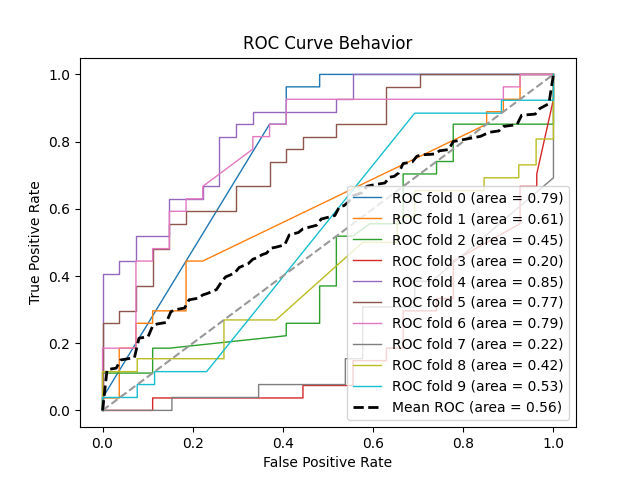 ROC Curve Behavior
True Positive Rate
1.0
0.8
0.6
0.4
0.2
0.0
ROC fold 0 (area = 0.79)
ROC fold 1 (area = 0.61)
ROC fold 2 (area = 0.45)
ROC fold 3 (area = 0.20)
ROC fold 4 (area = 0.85)
ROC fold 5 (area = 0.77)
ROC fold 6 (area = 0.79)
ROC fold 7 (area = 0.22)
ROC fold 8 (area = 0.42)
ROC fold 9 (area = 0.53)
Mean ROC (area = 0.56)
0.0 0.2 0.4 0.6 0.8 1.0
False Positive Rate